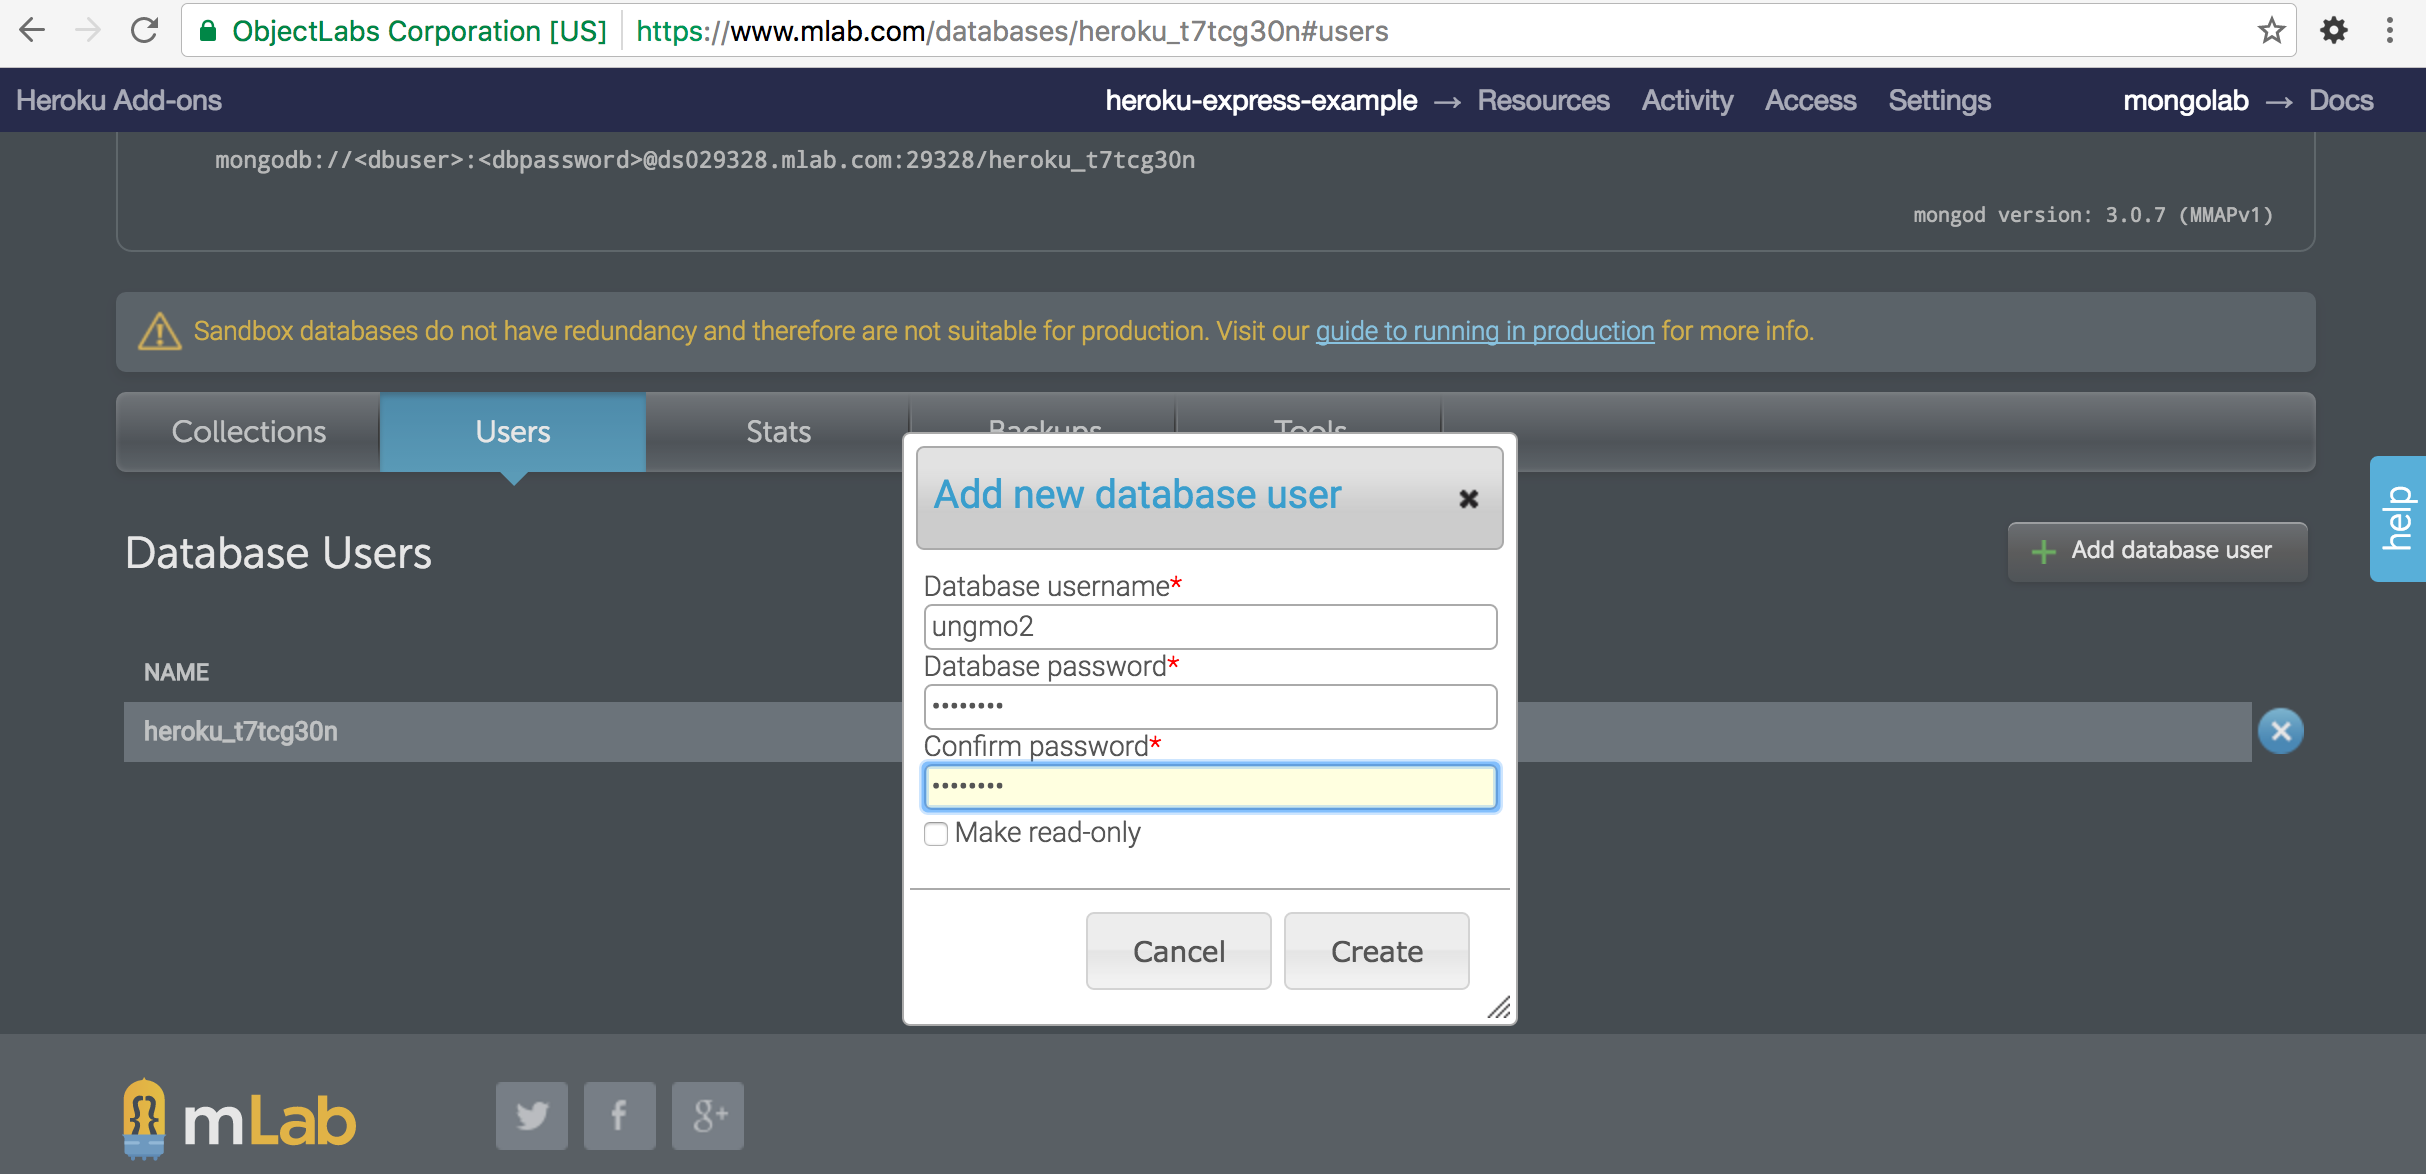 ObjectLabs Corporation [US] https://www.mlab.com/databases/heroku_t7tcg30n#users
Heroku Add-ons heroku-express-example → Resources Activity Access Settings mongolab → Docs
mongodb://<dbuser>:<dbpassword>@ds029328.mlab.com:29328/heroku_t7tcg30n
mongod version: 3.0.7 (MMAPv1)
Sandbox databases do not have redundancy and therefore are not suitable for production. Visit our guide to running in production for more info.
Collections Users Stats Backups Tools
Add new database user
Database Users
Add database user
help
Database username*
ungmo2
Database password*
••••••••
Confirm password*
••••••••
Make read-only
NAME
heroku_t7tcg30n
Cancel Create
mLab
f g+